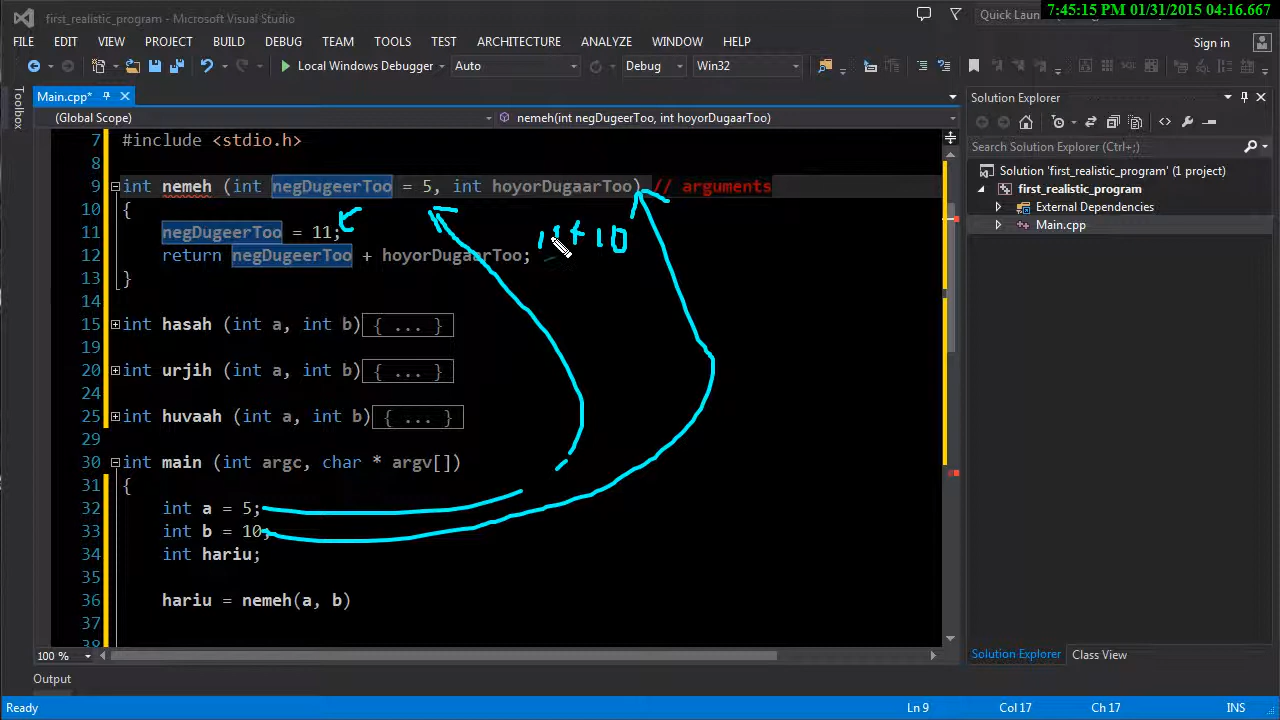 7:45:15 PM 01/31/2015 04:16.667
first_realistic_program - Microsoft Visual Studio
Quick Laun
FILE EDIT VIEW PROJECT BUILD DEBUG TEAM TOOLS TEST ARCHITECTURE ANALYZE WINDOW HELP
Sign in
Local Windows Debugger Auto Debug Win32
Toolbox
Main.cpp*
(Global Scope) nemeh(int negDugeerToo, int hoyorDugaarToo)
7 #include <stdio.h>
8
9 int nemeh (int negDugeerToo = 5, int hoyorDugaarToo) // arguments
10 {
11 negDugeerToo = 11;
11 + 10
12 return negDugeerToo + hoyorDugaarToo;
13 }
14
15 int hasah (int a, int b) { ... }
19
20 int urjih (int a, int b) { ... }
24
25 int huvaah (int a, int b) { ... }
29
30 int main (int argc, char * argv[])
31 {
32 int a = 5;
33 int b = 10;
34 int hariu;
35
36 hariu = nemeh(a, b)
37
38
100 %
Solution Explorer
Search Solution Explorer (Ctrl+;)
Solution 'first_realistic_program' (1 project)
first_realistic_program
External Dependencies
Main.cpp
Solution Explorer Class View
Output
Ready Ln 9 Col 17 Ch 17 INS